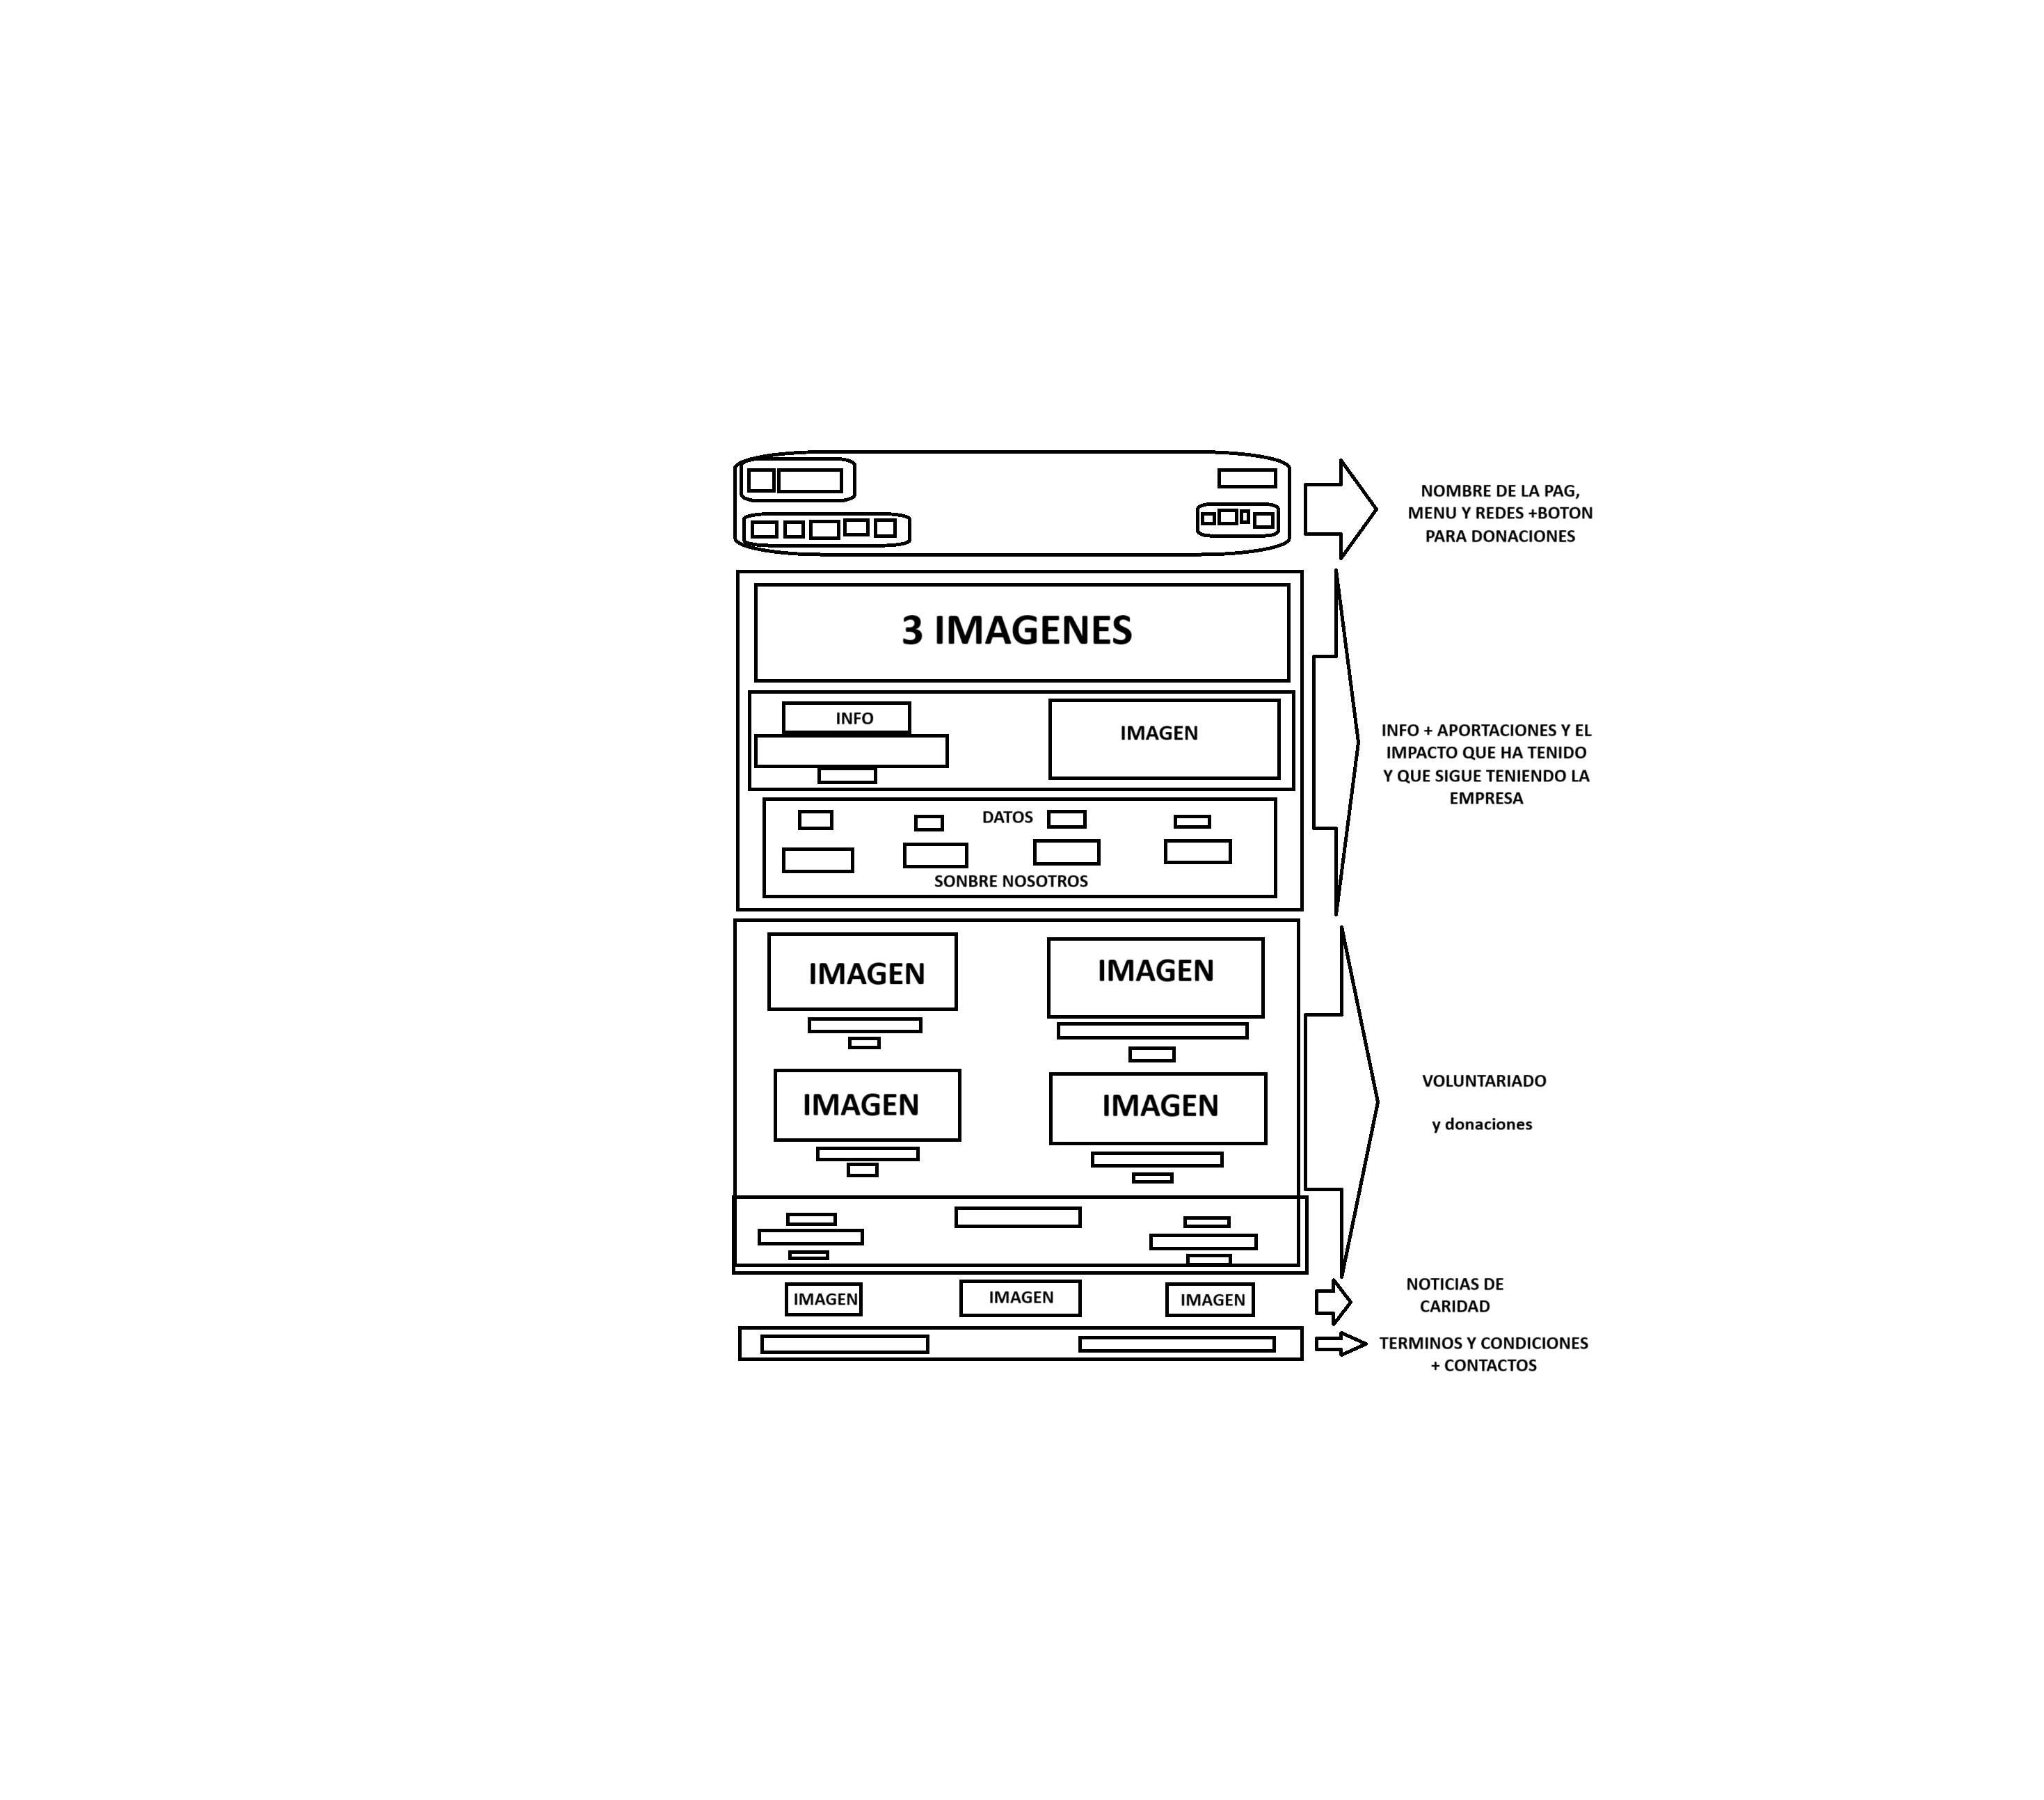 NOMBRE DE LA PAG,
MENU Y REDES +BOTON
PARA DONACIONES
3 IMAGENES
INFO
IMAGEN
INFO + APORTACIONES Y EL
IMPACTO QUE HA TENIDO
Y QUE SIGUE TENIENDO LA
EMPRESA
DATOS
SONBRE NOSOTROS
IMAGEN
IMAGEN
IMAGEN
IMAGEN
VOLUNTARIADO
y donaciones
IMAGEN
IMAGEN
IMAGEN
NOTICIAS DE
CARIDAD
TERMINOS Y CONDICIONES
+ CONTACTOS